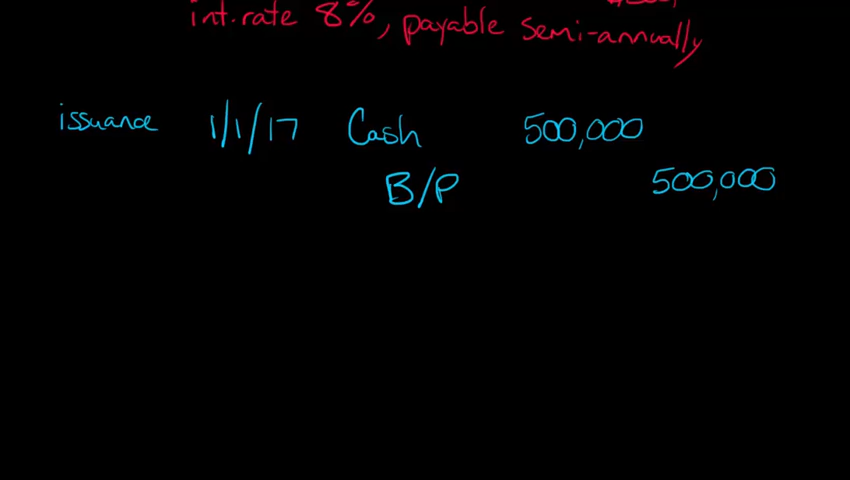 int. rate 8%, payable semi-annually
issuance 1/1/17 Cash 500,000
B/P 500,000